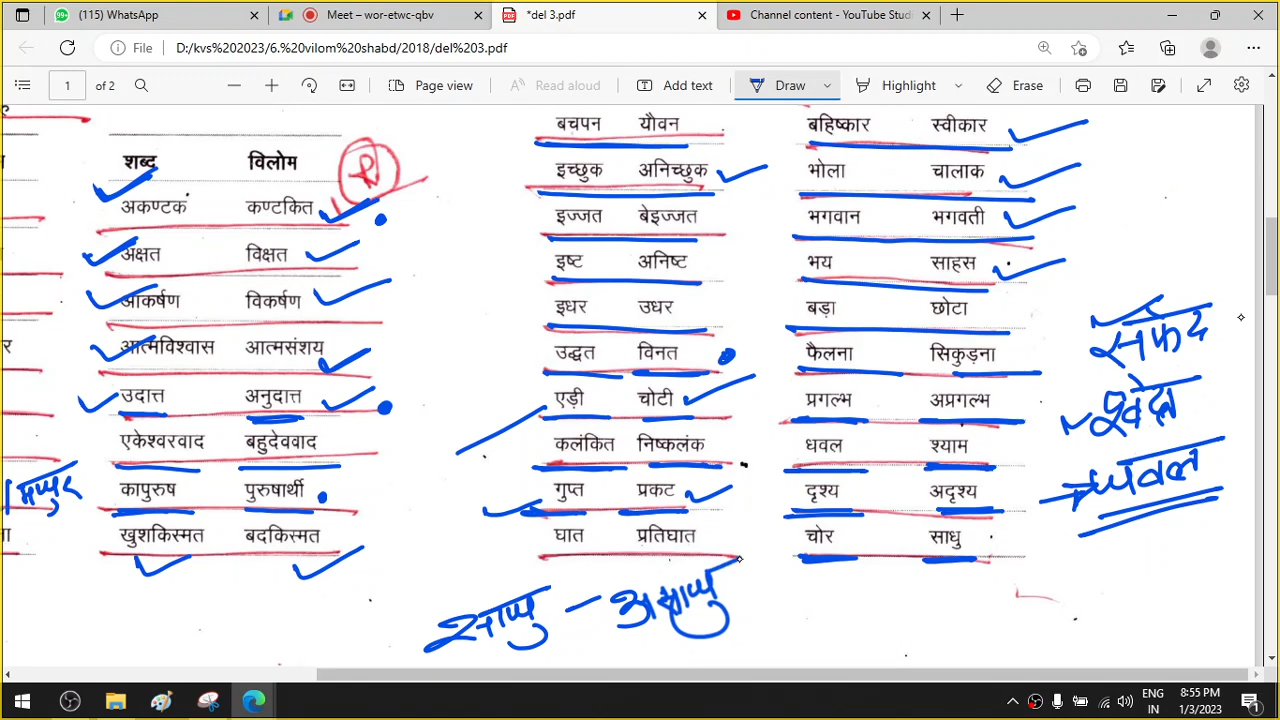 (115) WhatsApp
Meet – wor-etwc-qbv
*del 3.pdf
Channel content - YouTube Studi
File
D:/kvs%202023/6.%20vilom%20shabd/2018/del%203.pdf
1 of 2
Page view
Read aloud
Add text
Draw
Highlight
Erase
शब्द विलोम
अकण्टक कण्टकित
अक्षत विक्षत
आकर्षण विकर्षण
आत्मविश्वास आत्मसंशय
उदात्त अनुदात्त
एकेश्वरवाद बहुदेववाद
कापुरुष पुरुषार्थी
खुशकिस्मत बदकिस्मत
बचपन यौवन
इच्छुक अनिच्छुक
इज्जत बेइज्जत
इष्ट अनिष्ट
इधर उधर
उद्धत विनत
एड़ी चोटी
कलंकित निष्कलंक
गुप्त प्रकट
घात प्रतिघात
साधु – असाधु
बहिष्कार स्वीकार
भोला चालाक
भगवान भगवती
भय साहस
बड़ा छोटा
फैलना सिकुड़ना
प्रगल्भ अप्रगल्भ
धवल श्याम
दृश्य अदृश्य
चोर साधु
सफेद
श्वेत
धवल
ENG
IN
8:55 PM
1/3/2023